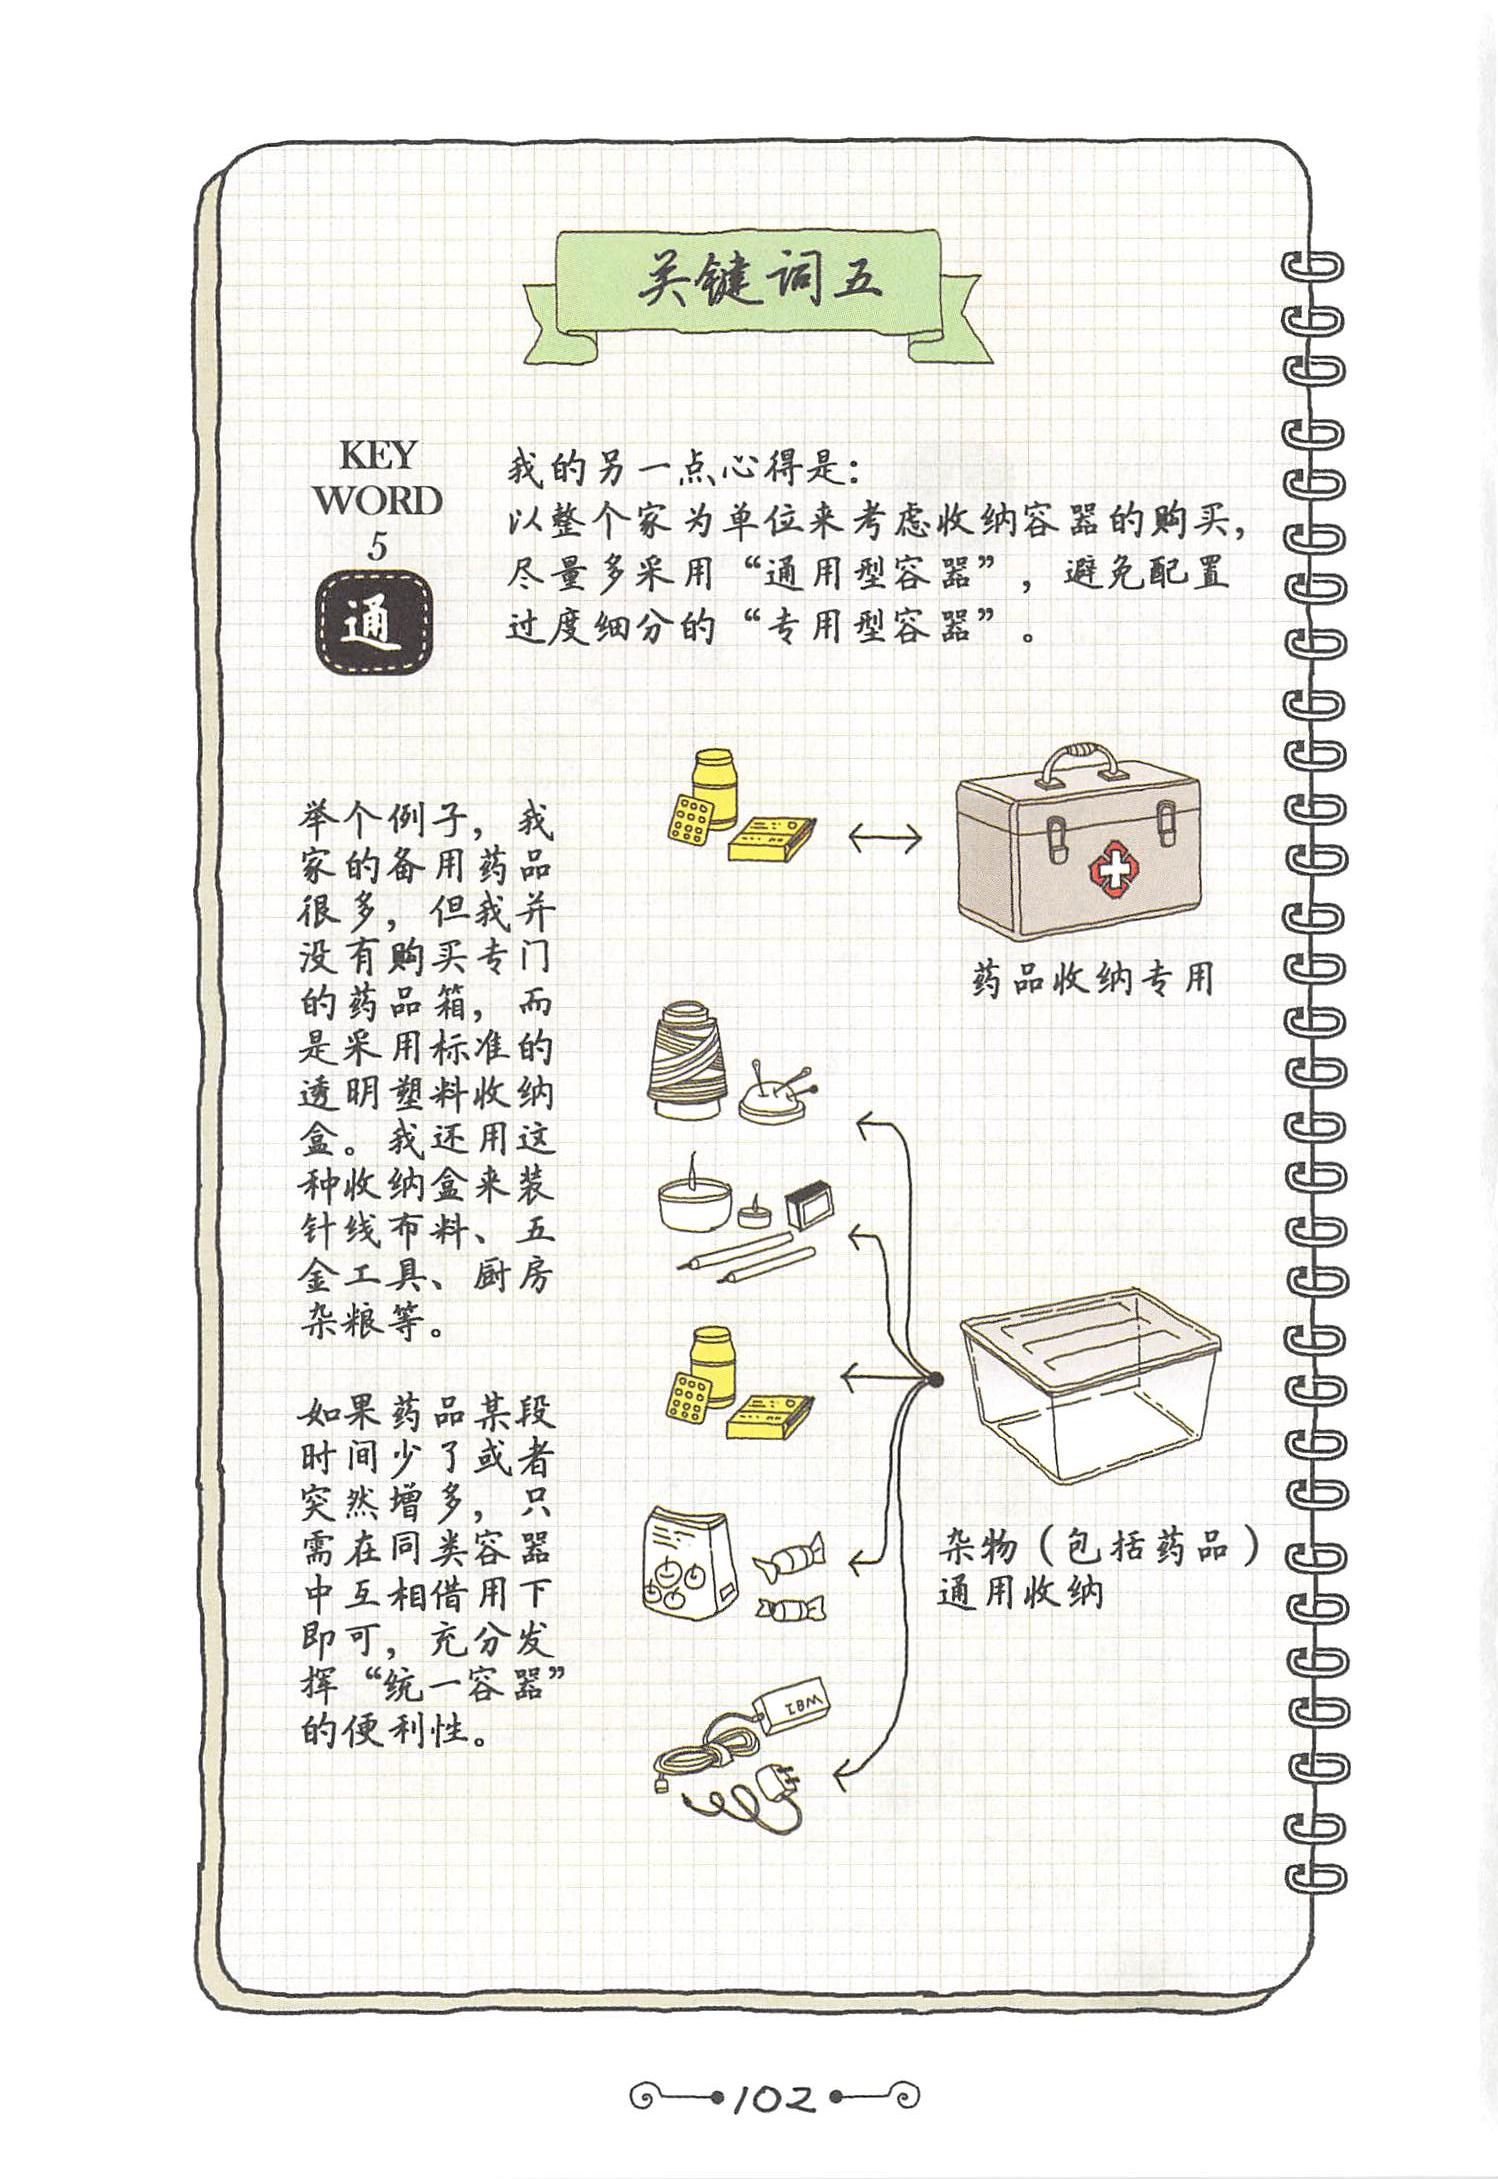 关键词五
KEY
WORD
5
通
我的另一点心得是：
以整个家为单位来考虑收纳容器的购买，
尽量多采用“通用型容器”，避免配置
过度细分的“专用型容器”。
举个例子，我
家的备用药品
很多，但我并
没有购买专门
的药品箱，而
是采用标准的
透明塑料收纳
盒。我还用这
种收纳盒来装
针线布料、五
金工具、厨房
杂粮等。
如果药品某段
时间少了或者
突然增多，只
需在同类容器
中互相借用下
即可，充分发
挥“统一容器”
的便利性。
药品收纳专用
杂物（包括药品）
通用收纳
IBM
102